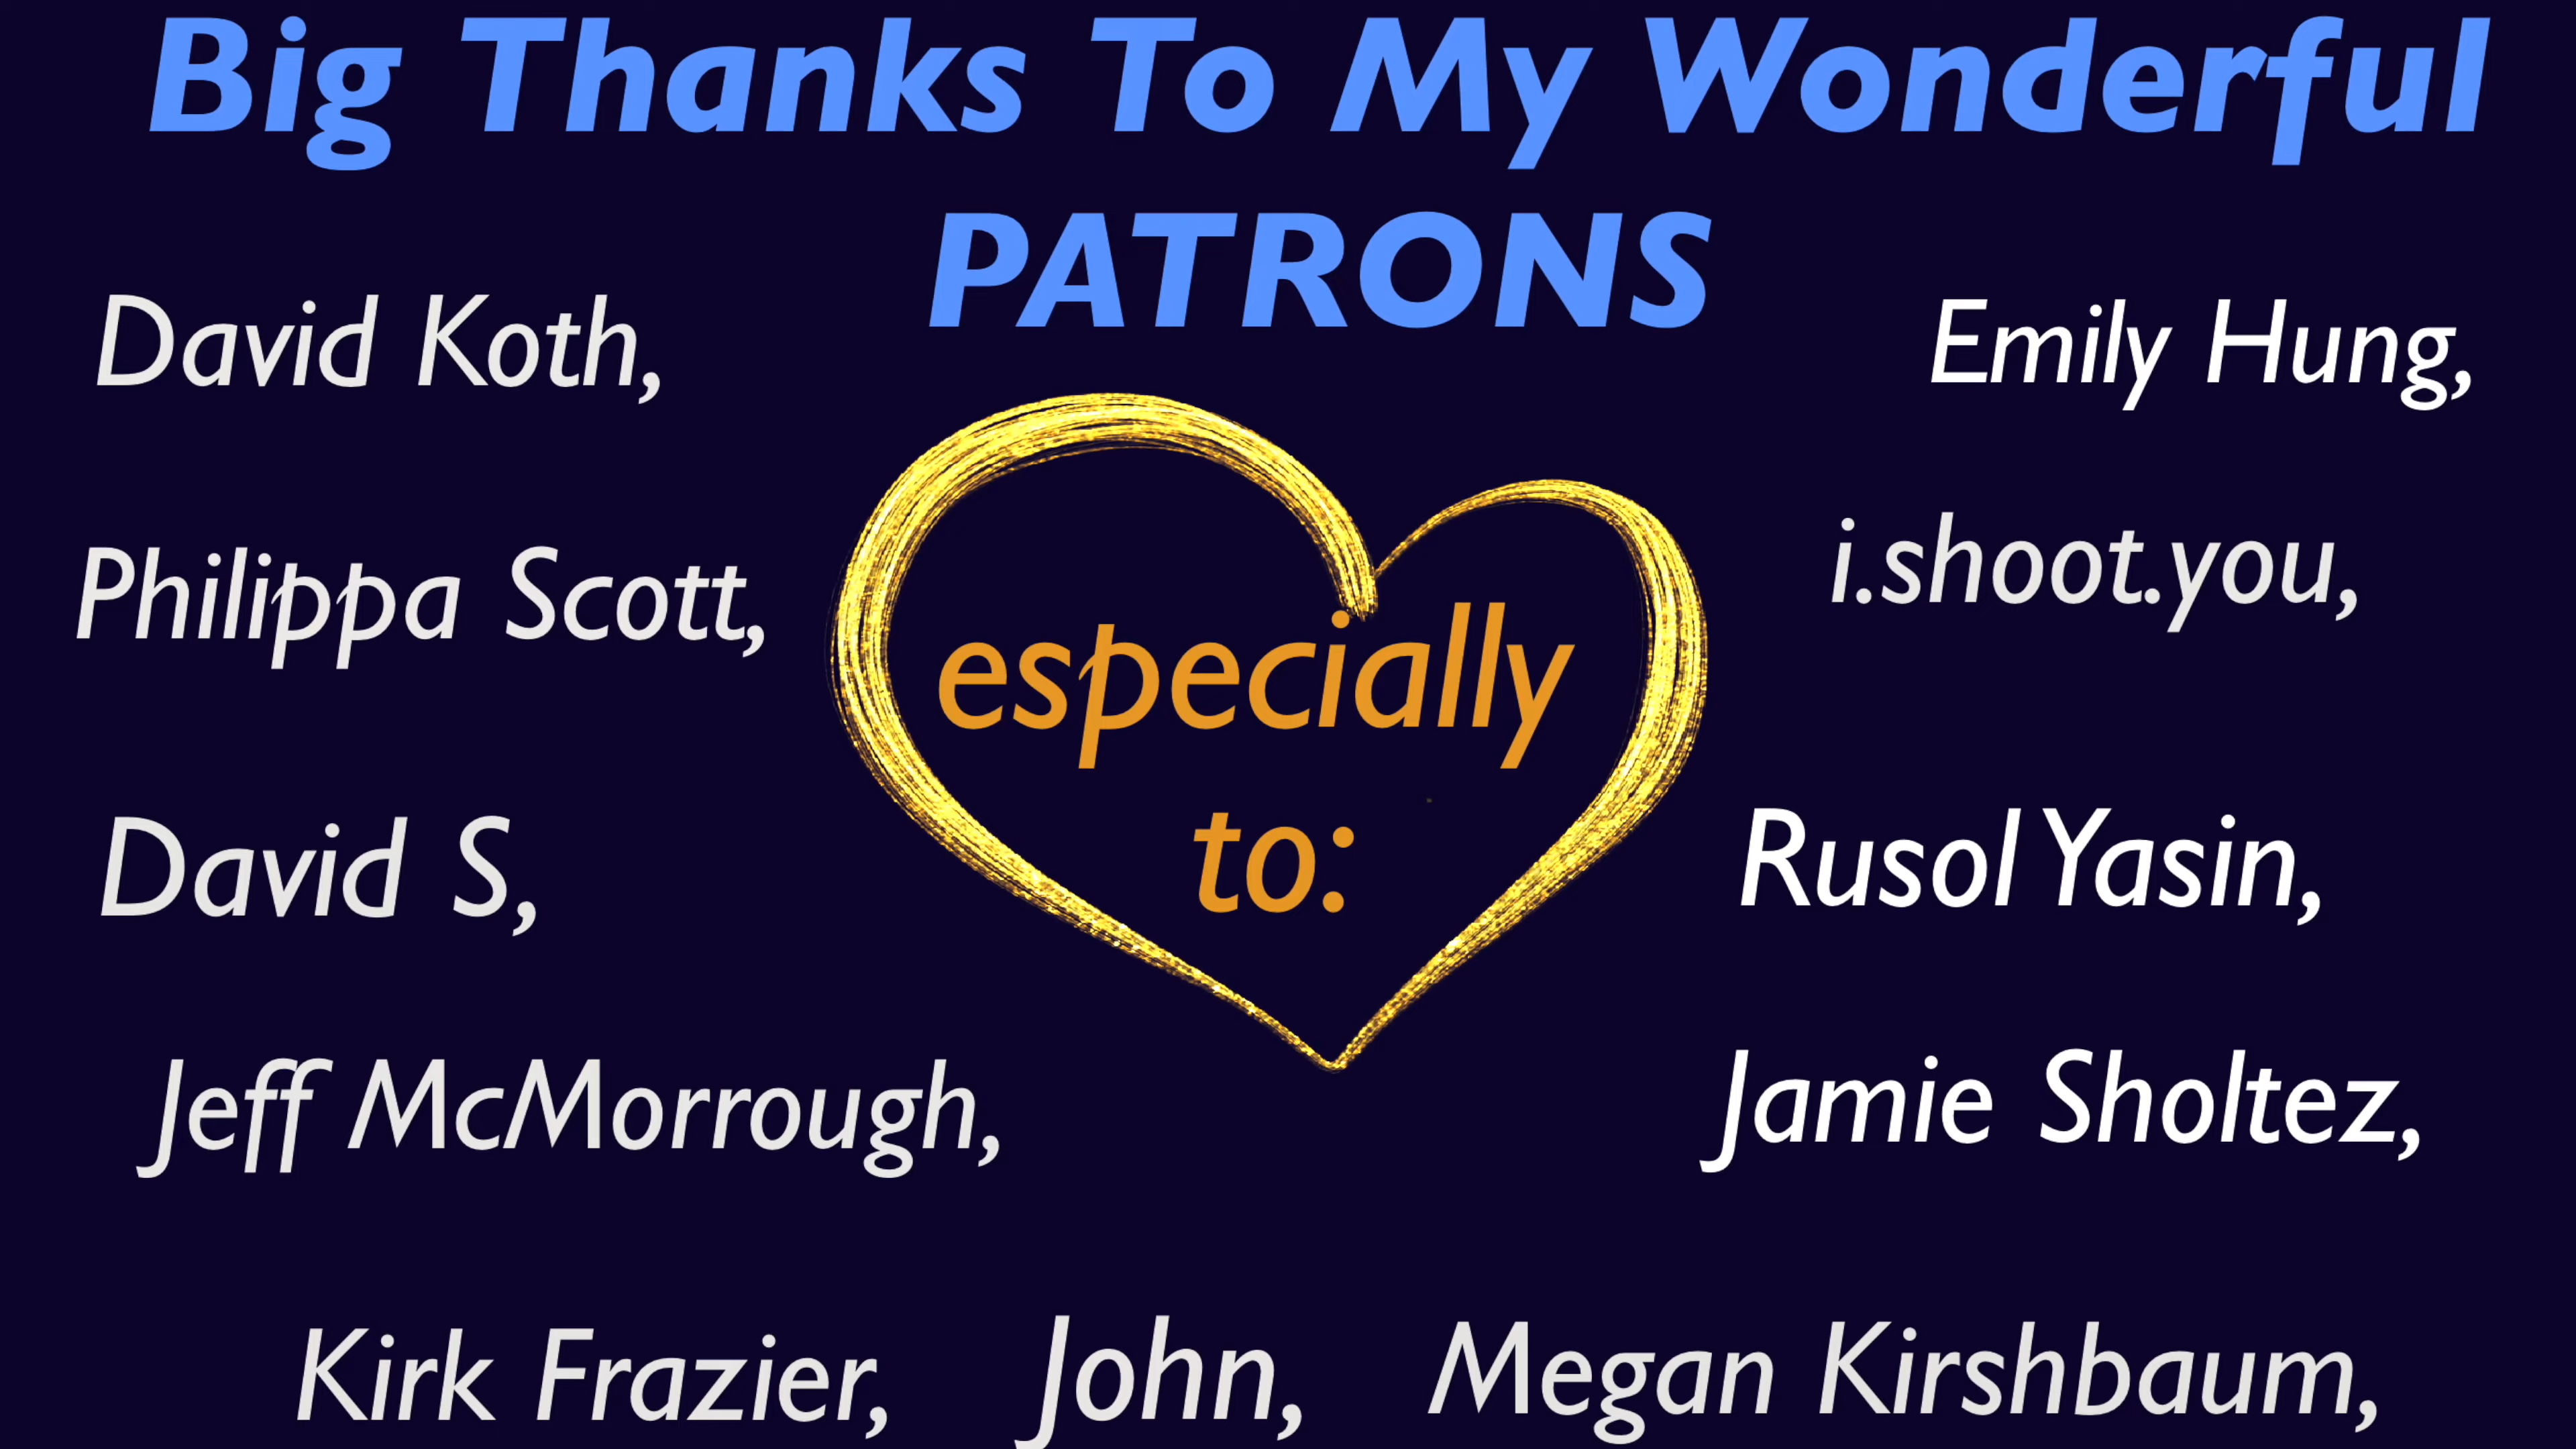 Big Thanks To My Wonderful
PATRONS
David Koth,
Emily Hung,
Philippa Scott,
i.shoot.you,
especially
to:
David S,
Rusol Yasin,
Jeff McMorrough,
Jamie Sholtez,
Kirk Frazier,
John,
Megan Kirshbaum,